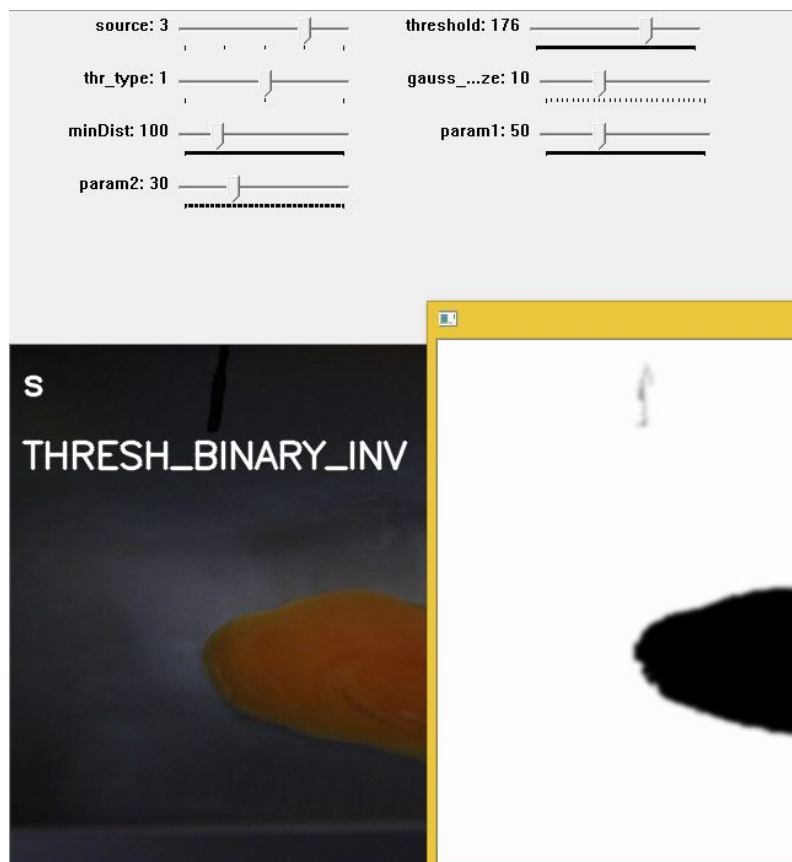 source: 3
threshold: 176
thr_type: 1
gauss_...ze: 10
minDist: 100
param1: 50
param2: 30
S
THRESH_BINARY_INV